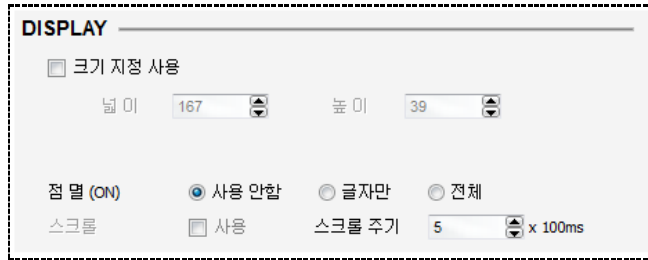 DISPLAY
크기 지정 사용
넓 이 167 높 이 39
점 멸 (ON) 사용 안함 글자만 전체
스크롤 사용 스크롤 주기 5 x 100ms